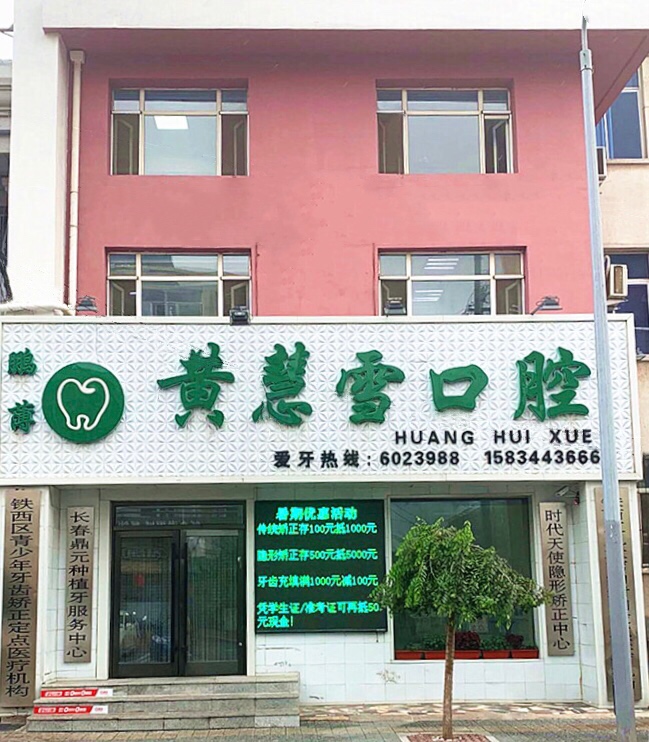 鹏
薄
黄慧雪口腔
HUANG HUI XUE
爱牙热线：6023988 15834443666
铁西区青少年牙齿矫正定点医疗机构
长春鼎元种植牙服务中心
暑期优惠活动
传统矫正存100元抵1000元
隐形矫正存500元抵5000元
牙齿充填满1000元减100元
凭学生证/准考证可再抵50
元现金！
时代天使隐形矫正中心